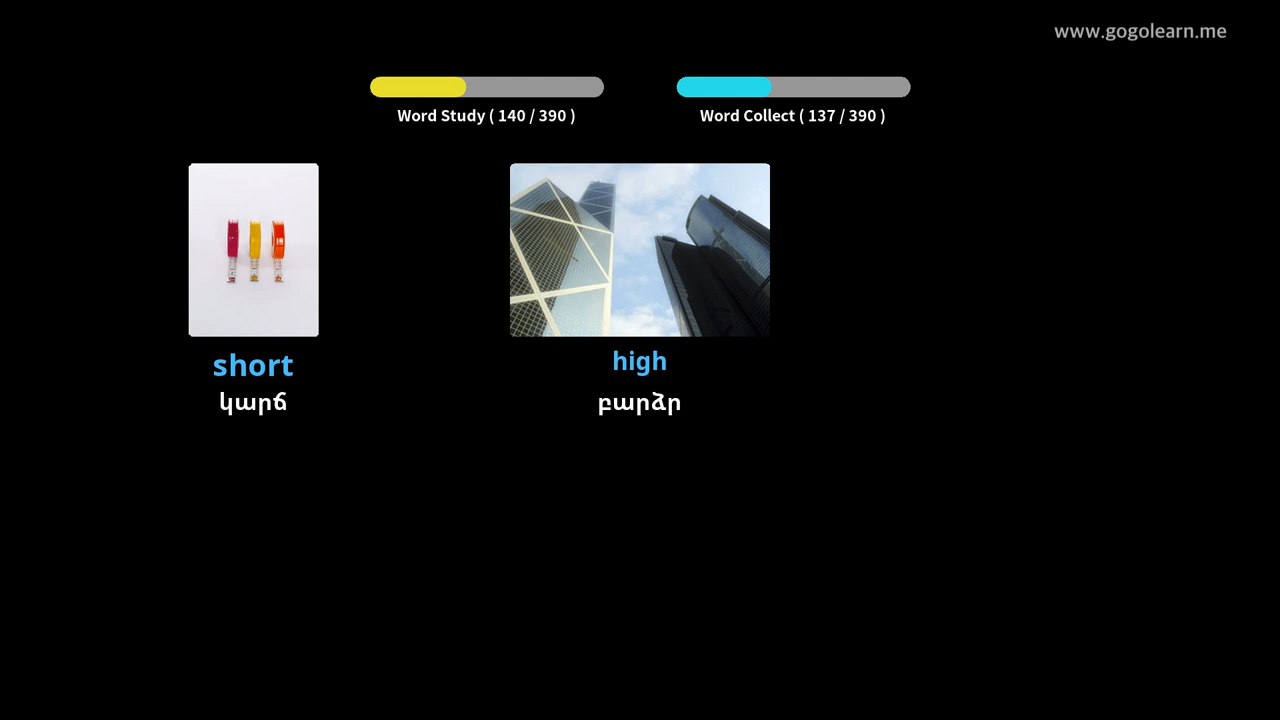 www.gogolearn.me
Word Study ( 140 / 390 )
Word Collect ( 137 / 390 )
short
կարճ
high
բարձր